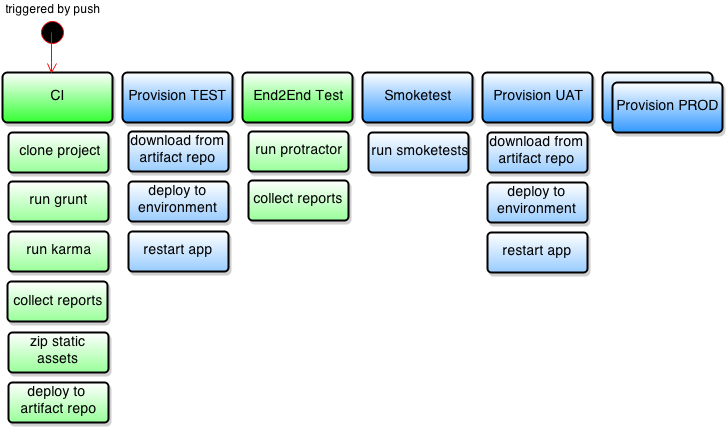 triggered by push
CI
Provision TEST
End2End Test
Smoketest
Provision UAT
Provision PROD
clone project
run grunt
run karma
collect reports
zip static
assets
deploy to
artifact repo
download from
artifact repo
deploy to
environment
restart app
run protractor
collect reports
run smoketests
download from
artifact repo
deploy to
environment
restart app